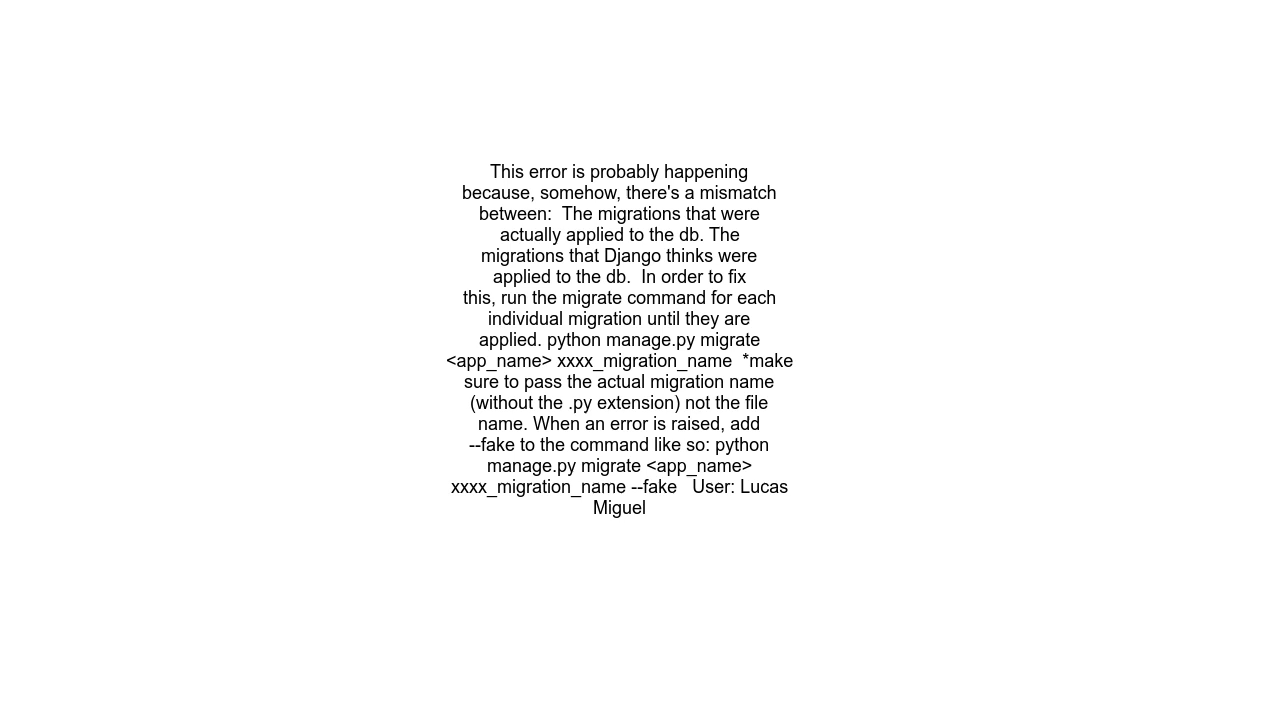 This error is probably happening
because, somehow, there's a mismatch
between:  The migrations that were
actually applied to the db. The
migrations that Django thinks were
applied to the db.  In order to fix
this, run the migrate command for each
individual migration until they are
applied. python manage.py migrate
<app_name> xxxx_migration_name  *make
sure to pass the actual migration name
(without the .py extension) not the file
name. When an error is raised, add
--fake to the command like so: python
manage.py migrate <app_name>
xxxx_migration_name --fake   User: Lucas
Miguel